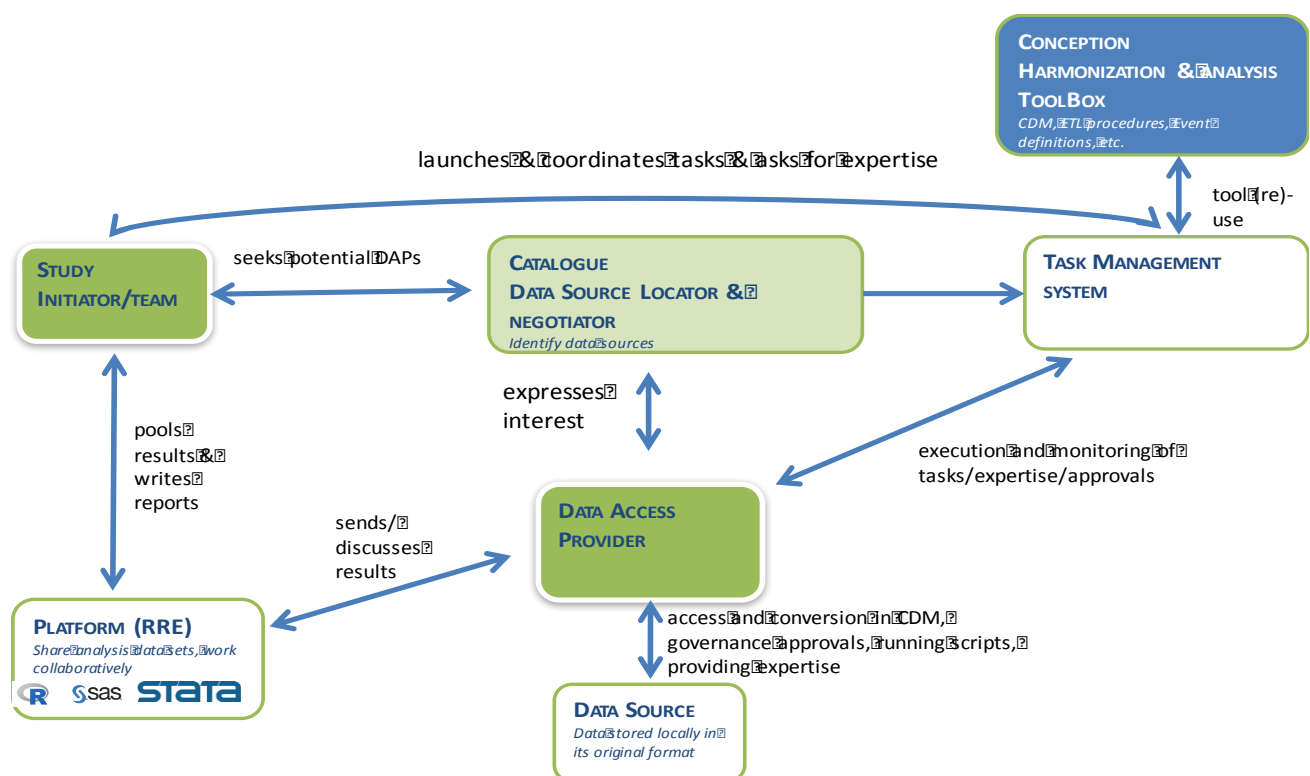 CONCEPTION
HARMONIZATION & ANALYSIS
TOOLBOX
CDM, ETL procedures, Event
definitions, etc.
launches & coordinates tasks & asks for expertise
tool (re)-
use
STUDY
INITIATOR/TEAM
seeks potential DAPs
CATALOGUE
DATA SOURCE LOCATOR &
NEGOTIATOR
Identify data sources
TASK MANAGEMENT
SYSTEM
expresses
interest
pools
results &
writes
reports
execution and monitoring of
tasks/expertise/approvals
sends/
discusses
results
DATA ACCESS
PROVIDER
PLATFORM (RRE)
Share analysis data sets, work
collaboratively
R sas STATA
access and conversion in CDM,
governance approvals, running scripts,
providing expertise
DATA SOURCE
Data stored locally in
its original format